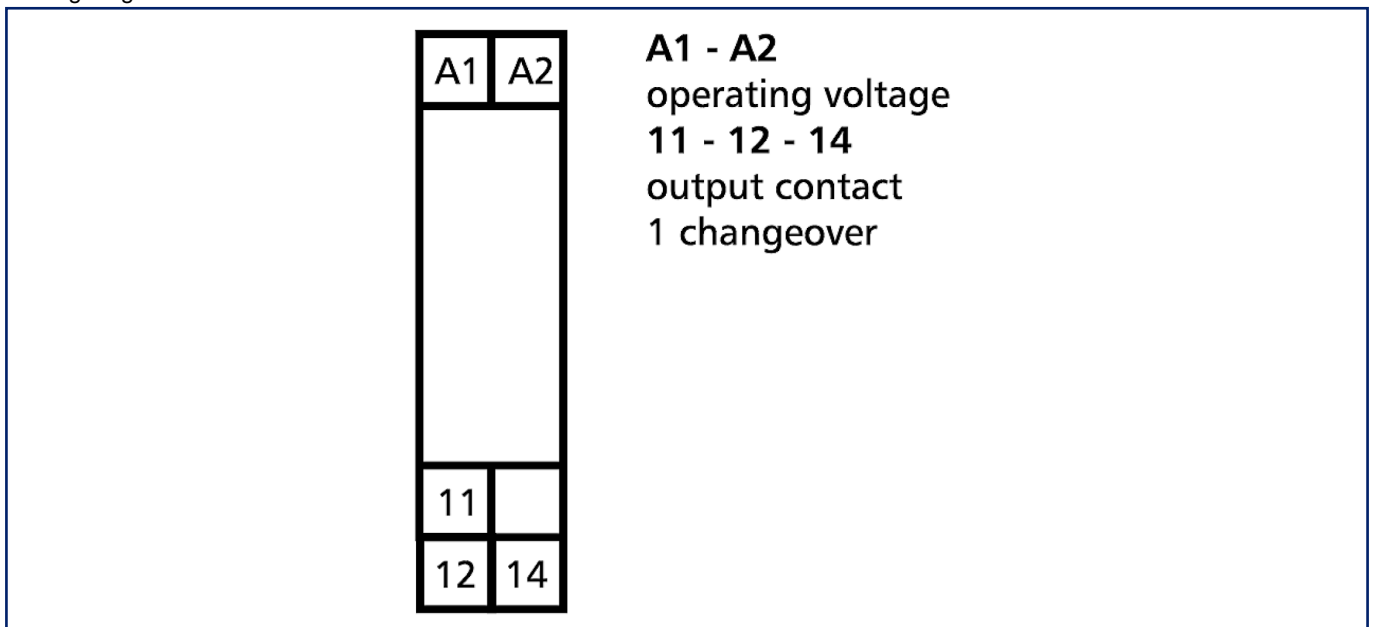 A1 A2
A1 - A2
operating voltage
11 - 12 - 14
output contact
1 changeover
11
12 14